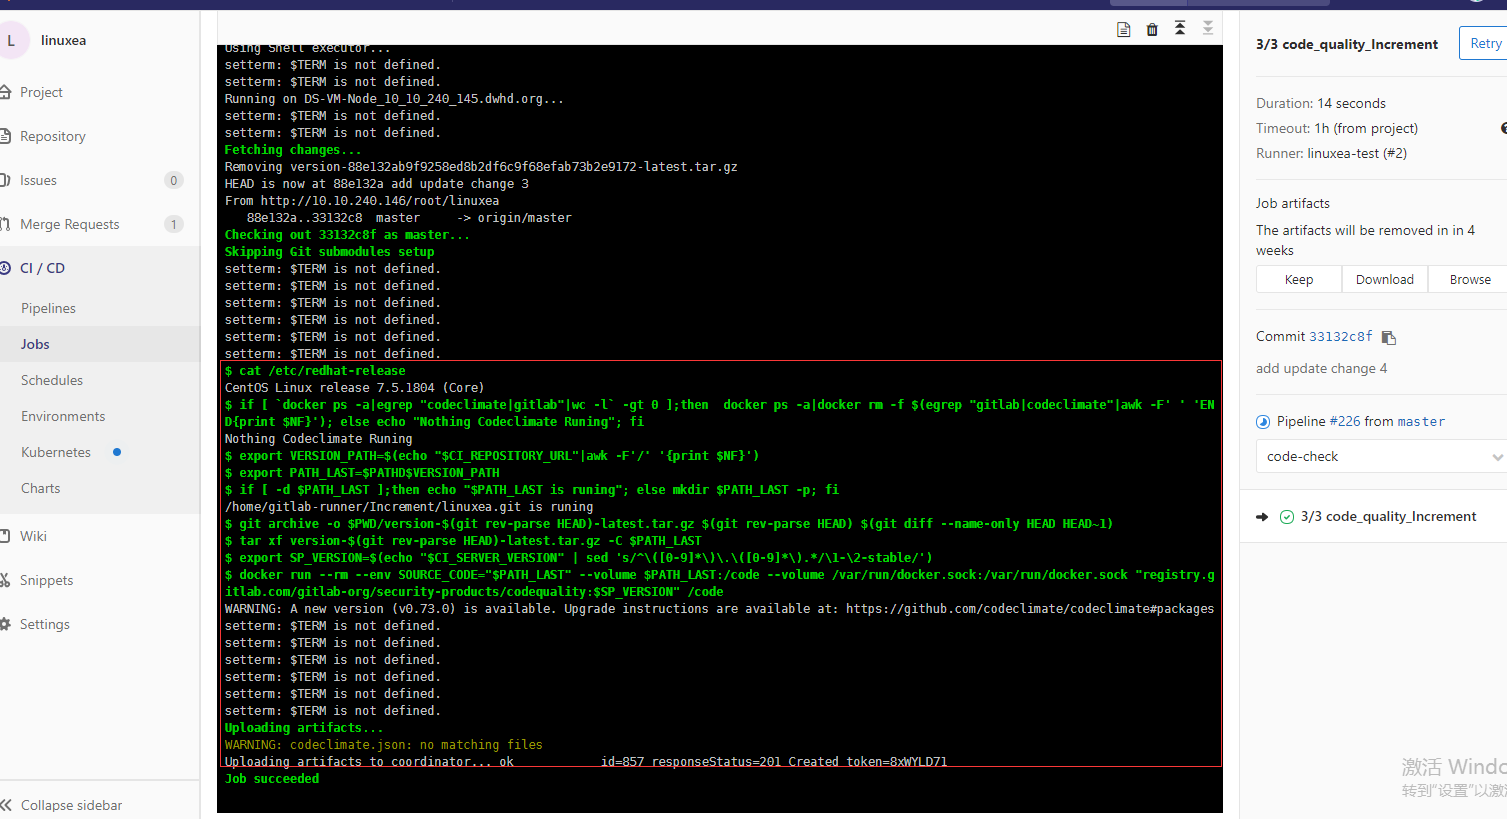 L linuxea
Project
Repository
Issues 0
Merge Requests 1
CI / CD
Pipelines
Jobs
Schedules
Environments
Kubernetes
Charts
Wiki
Snippets
Settings
Collapse sidebar
Using Shell executor...
setterm: $TERM is not defined.
setterm: $TERM is not defined.
Running on DS-VM-Node_10_10_240_145.dwhd.org...
setterm: $TERM is not defined.
setterm: $TERM is not defined.
Fetching changes...
Removing version-88e132ab9f9258ed8b2df6c9f68efab73b2e9172-latest.tar.gz
HEAD is now at 88e132a add update change 3
From http://10.10.240.146/root/linuxea
   88e132a..33132c8  master     -> origin/master
Checking out 33132c8f as master...
Skipping Git submodules setup
setterm: $TERM is not defined.
setterm: $TERM is not defined.
setterm: $TERM is not defined.
setterm: $TERM is not defined.
setterm: $TERM is not defined.
setterm: $TERM is not defined.
$ cat /etc/redhat-release
CentOS Linux release 7.5.1804 (Core)
$ if [ `docker ps -a|egrep "codeclimate|gitlab"|wc -l` -gt 0 ];then  docker ps -a|docker rm -f $(egrep "gitlab|codeclimate"|awk -F' ' 'EN
D{print $NF}'); else echo "Nothing Codeclimate Runing"; fi
Nothing Codeclimate Runing
$ export VERSION_PATH=$(echo "$CI_REPOSITORY_URL"|awk -F'/' '{print $NF}')
$ export PATH_LAST=$PATHD$VERSION_PATH
$ if [ -d $PATH_LAST ];then echo "$PATH_LAST is runing"; else mkdir $PATH_LAST -p; fi
/home/gitlab-runner/Increment/linuxea.git is runing
$ git archive -o $PWD/version-$(git rev-parse HEAD)-latest.tar.gz $(git rev-parse HEAD) $(git diff --name-only HEAD HEAD~1)
$ tar xf version-$(git rev-parse HEAD)-latest.tar.gz -C $PATH_LAST
$ export SP_VERSION=$(echo "$CI_SERVER_VERSION" | sed 's/^\([0-9]*\)\.\([0-9]*\).*/\1-\2-stable/')
$ docker run --rm --env SOURCE_CODE="$PATH_LAST" --volume $PATH_LAST:/code --volume /var/run/docker.sock:/var/run/docker.sock "registry.g
itlab.com/gitlab-org/security-products/codequality:$SP_VERSION" /code
WARNING: A new version (v0.73.0) is available. Upgrade instructions are available at: https://github.com/codeclimate/codeclimate#packages
setterm: $TERM is not defined.
setterm: $TERM is not defined.
setterm: $TERM is not defined.
setterm: $TERM is not defined.
setterm: $TERM is not defined.
setterm: $TERM is not defined.
Uploading artifacts...
WARNING: codeclimate.json: no matching files
Uploading artifacts to coordinator... ok            id=857 responseStatus=201 Created token=8xWYLD71
Job succeeded
3/3 code_quality_Increment Retry
Duration: 14 seconds
Timeout: 1h (from project)
Runner: linuxea-test (#2)
Job artifacts
The artifacts will be removed in in 4
weeks
Keep Download Browse
Commit 33132c8f
add update change 4
Pipeline #226 from master
code-check
3/3 code_quality_Increment
激活 Windo
转到“设置”以激